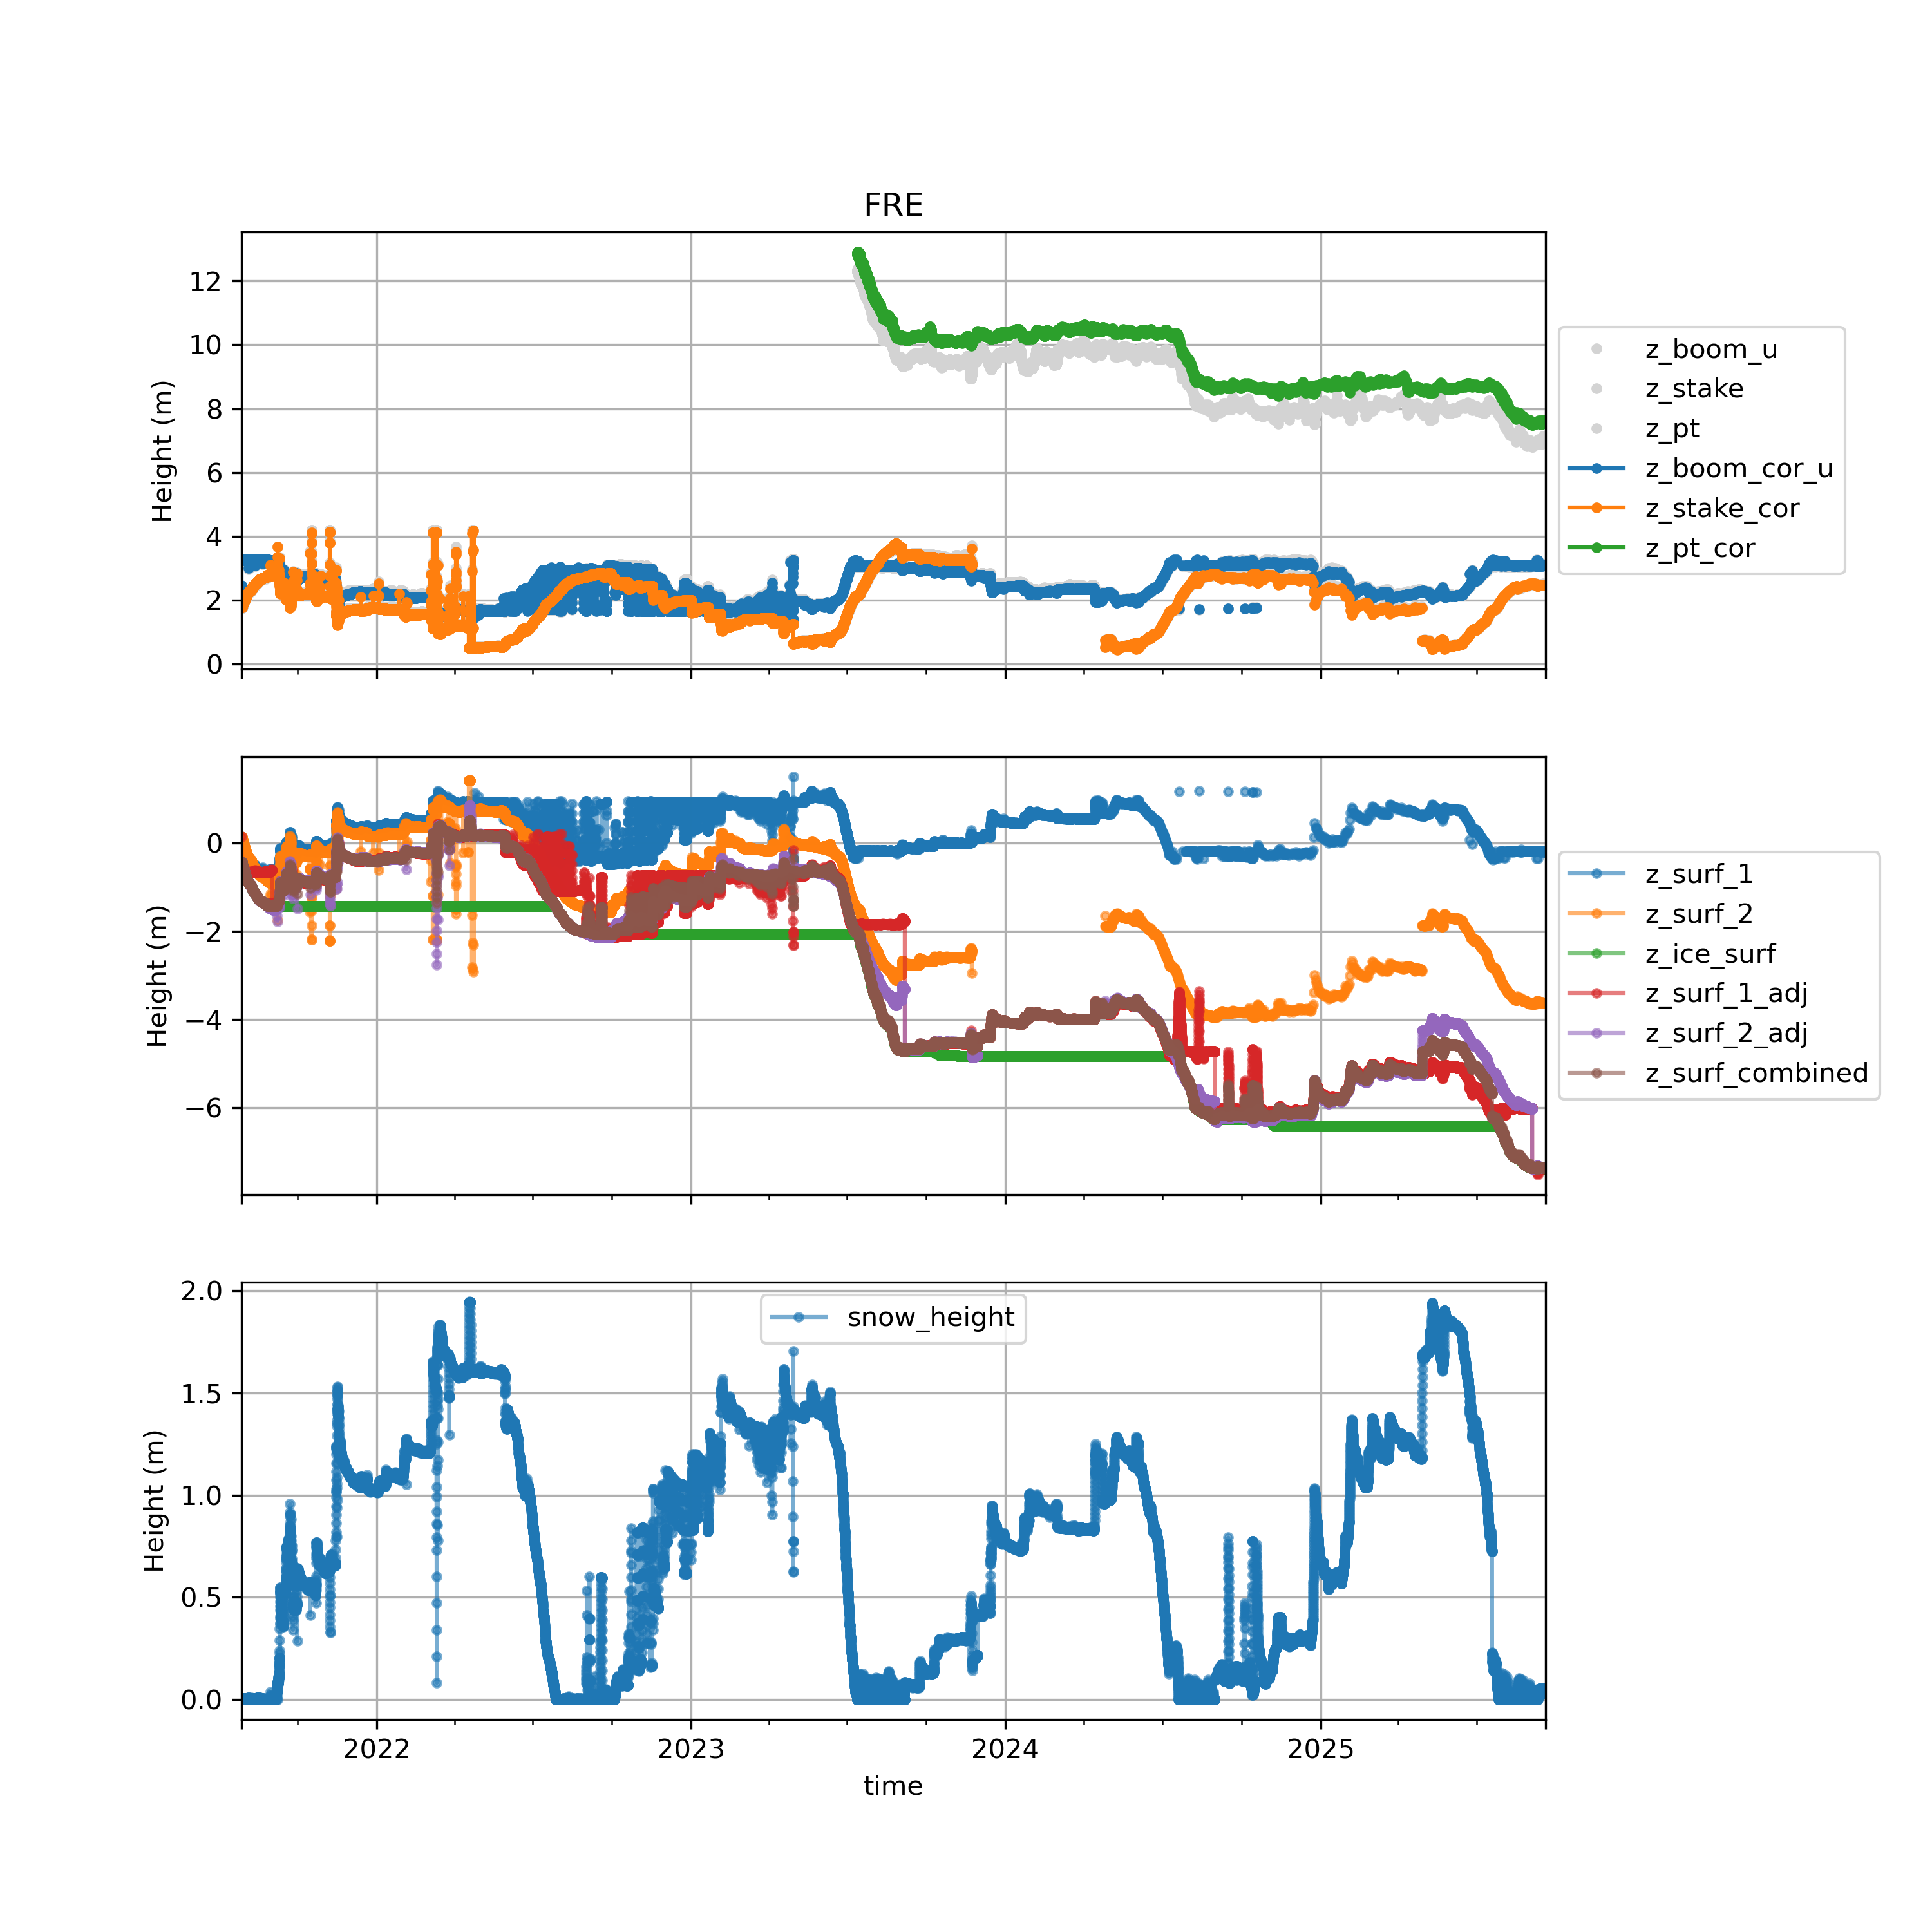 FRE
12
10
8
6
4
2
0
Height (m)
z_boom_u
z_stake
z_pt
z_boom_cor_u
z_stake_cor
z_pt_cor
0
−2
−4
−6
Height (m)
z_surf_1
z_surf_2
z_ice_surf
z_surf_1_adj
z_surf_2_adj
z_surf_combined
2.0
1.5
1.0
0.5
0.0
Height (m)
snow_height
2022 2023 2024 2025
time